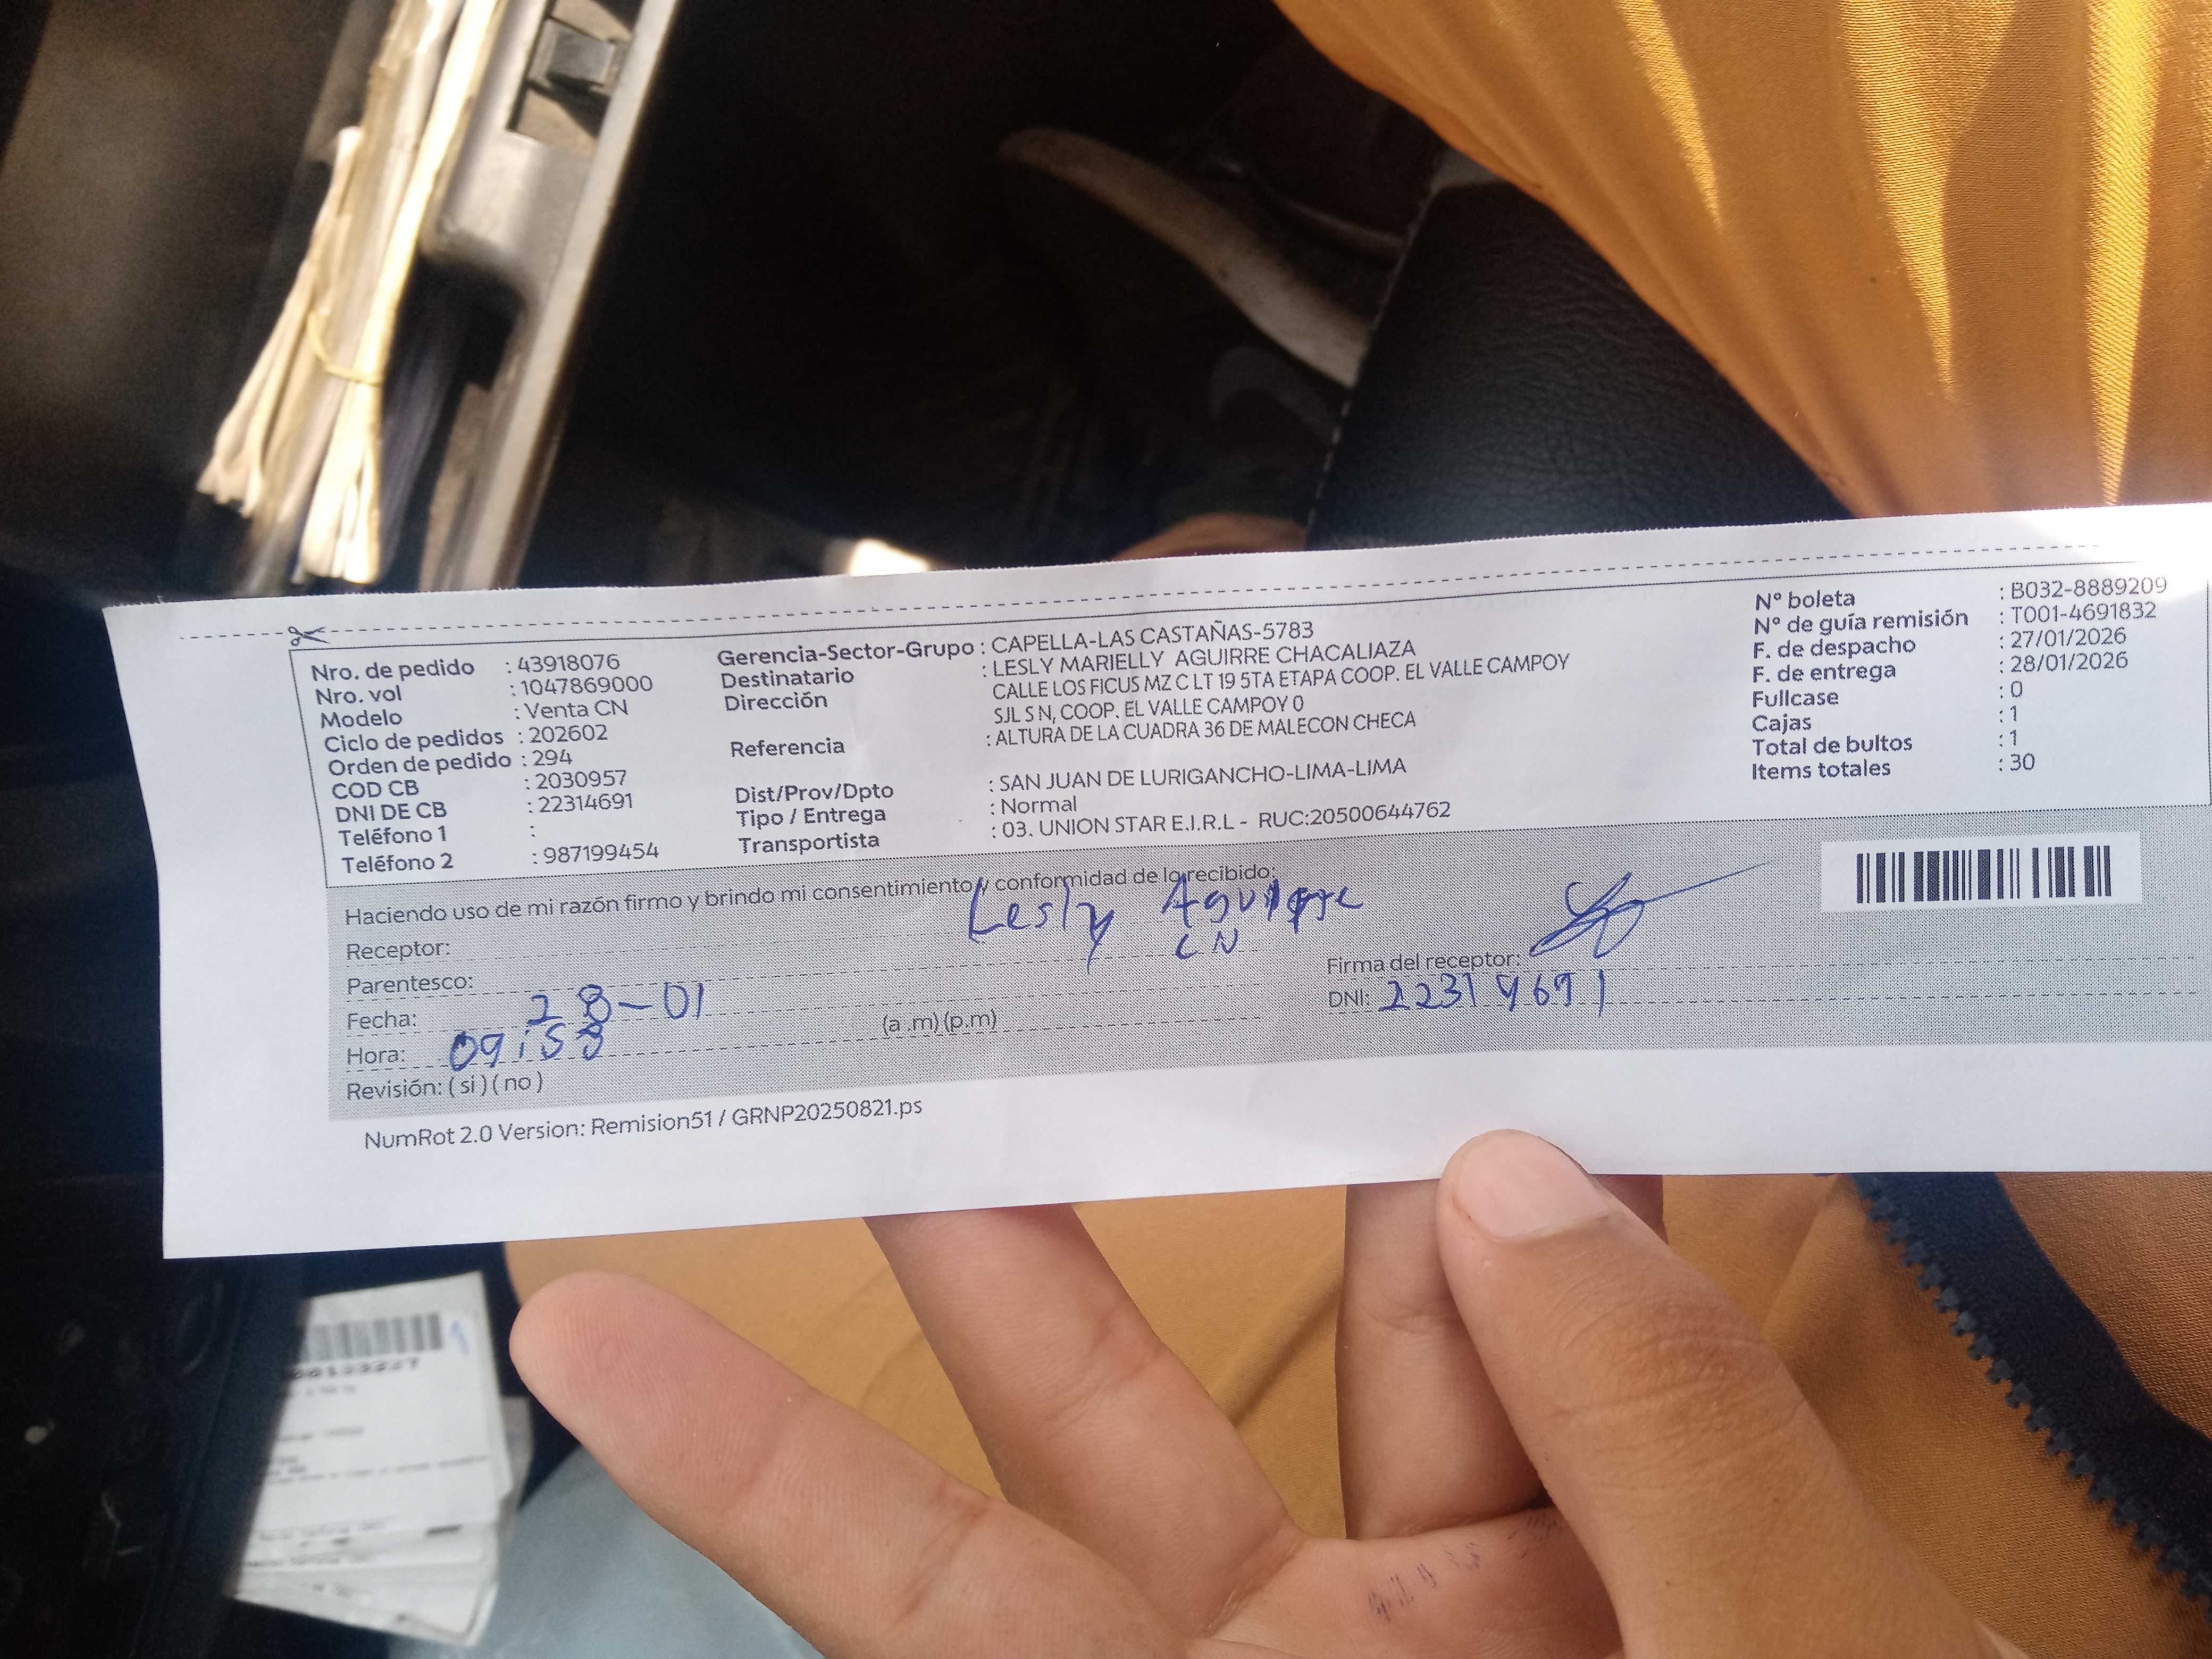 Nro. de pedido : 43918076
Nro. vol : 1047869000
Modelo : Venta CN
Ciclo de pedidos : 202602
Orden de pedido : 294
COD CB : 2030957
DNI DE CB : 22314691
Teléfono 1 :
Teléfono 2 : 987199454
Gerencia-Sector-Grupo : CAPELLA-LAS CASTAÑAS-5783
Destinatario : LESLY MARIELLY AGUIRRE CHACALIAZA
Dirección CALLE LOS FICUS MZ C LT 19 5TA ETAPA COOP. EL VALLE CAMPOY
SJL S N, COOP. EL VALLE CAMPOY 0
Referencia : ALTURA DE LA CUADRA 36 DE MALECON CHECA
Dist/Prov/Dpto : SAN JUAN DE LURIGANCHO-LIMA-LIMA
Tipo / Entrega : Normal
Transportista : 03. UNION STAR E.I.R.L - RUC:20500644762
Nº boleta : B032-8889209
Nº de guía remisión : T001-4691832
F. de despacho : 27/01/2026
F. de entrega : 28/01/2026
Fullcase : 0
Cajas : 1
Total de bultos : 1
Items totales : 30
Haciendo uso de mi razón firmo y brindo mi consentimiento y conformidad de lo recibido:
Receptor: Lesly Aguirre
Parentesco: CN
Firma del receptor:
Fecha: 28-01
DNI: 22314691
Hora: 09:58 (a .m) (p.m)
Revisión: ( si ) ( no )
NumRot 2.0 Version: Remision51 / GRNP20250821.ps